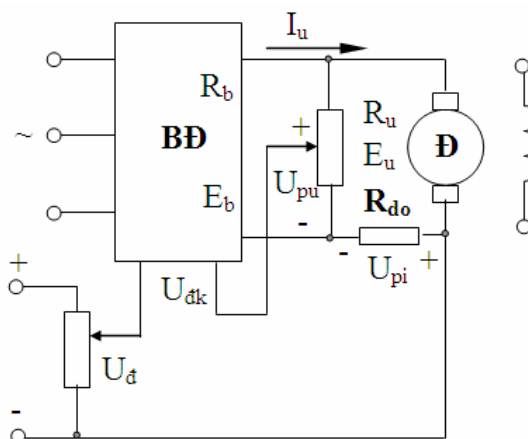 I_u
R_b
~
BĐ
+
R_u
E_u
Đ
E_b
U_pu
R_do
-
-
+
U_pi
U_đk
+
U_đ
-